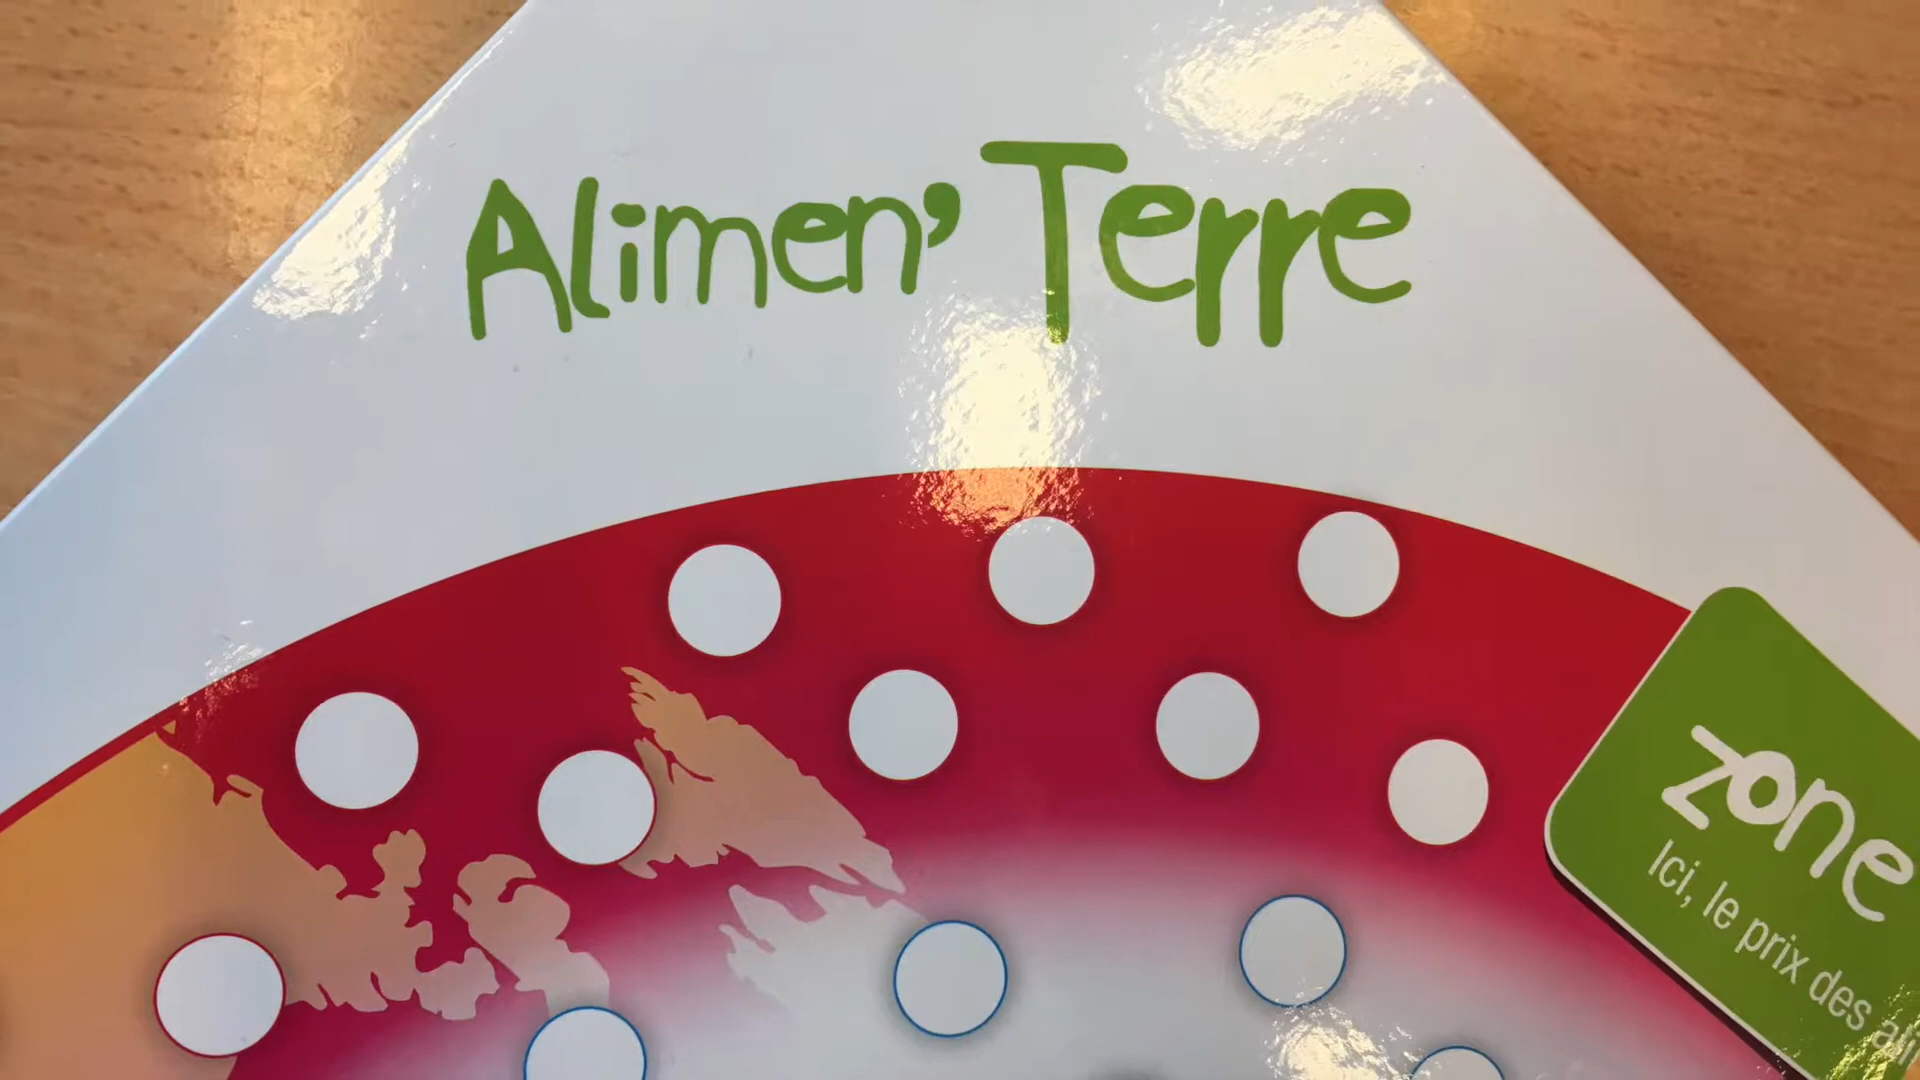 Alimen' Terre
zone
Ici, le prix des